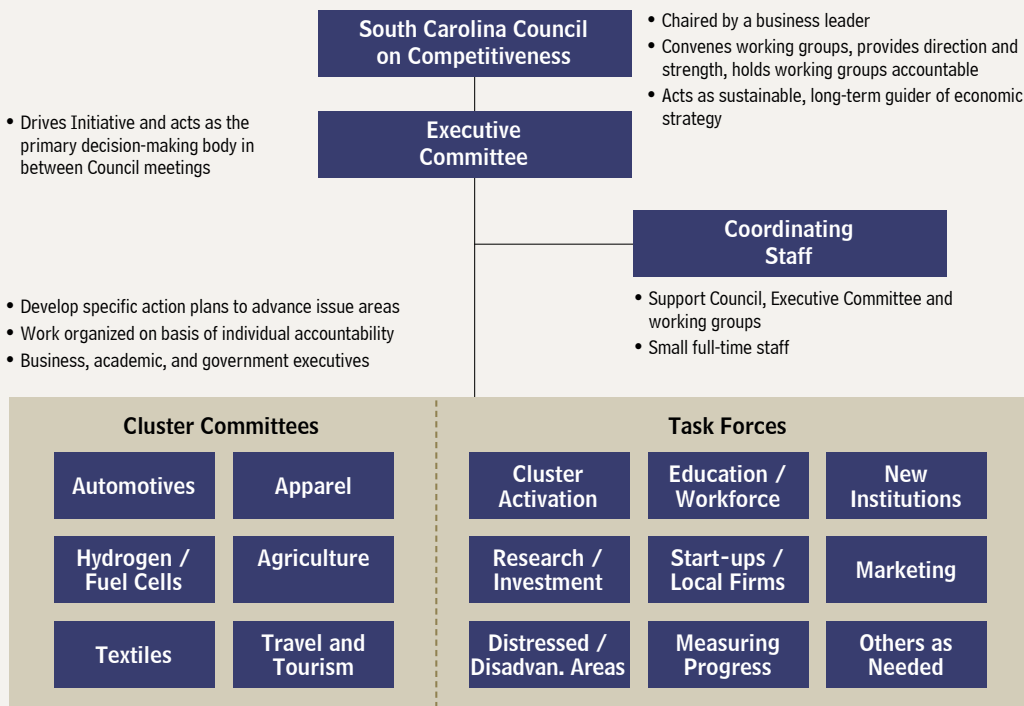 South Carolina Council
on Competitiveness
• Chaired by a business leader
• Convenes working groups, provides direction and
strength, holds working groups accountable
• Acts as sustainable, long-term guider of economic
strategy
• Drives Initiative and acts as the
primary decision-making body in
between Council meetings
Executive
Committee
Coordinating
Staff
• Support Council, Executive Committee and
working groups
• Small full-time staff
• Develop specific action plans to advance issue areas
• Work organized on basis of individual accountability
• Business, academic, and government executives
Cluster Committees
Automotives
Apparel
Hydrogen /
Fuel Cells
Agriculture
Textiles
Travel and
Tourism
Task Forces
Cluster
Activation
Education /
Workforce
New
Institutions
Research /
Investment
Start-ups /
Local Firms
Marketing
Distressed /
Disadvan. Areas
Measuring
Progress
Others as
Needed